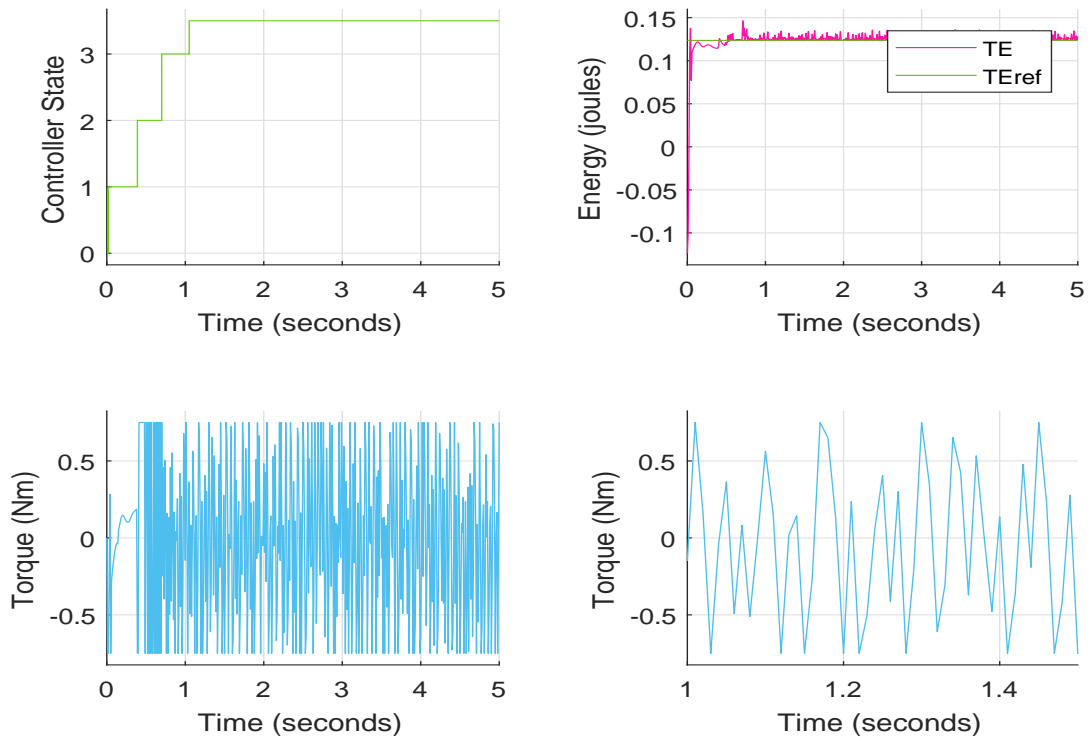 Controller State
3
2
1
0
0 1 2 3 4 5
Time (seconds)
Energy (joules)
0.15
0.1
0.05
0
-0.05
-0.1
TE
TEref
0 1 2 3 4 5
Time (seconds)
Torque (Nm)
0.5
0
-0.5
0 1 2 3 4 5
Time (seconds)
Torque (Nm)
0.5
0
-0.5
1 1.2 1.4
Time (seconds)